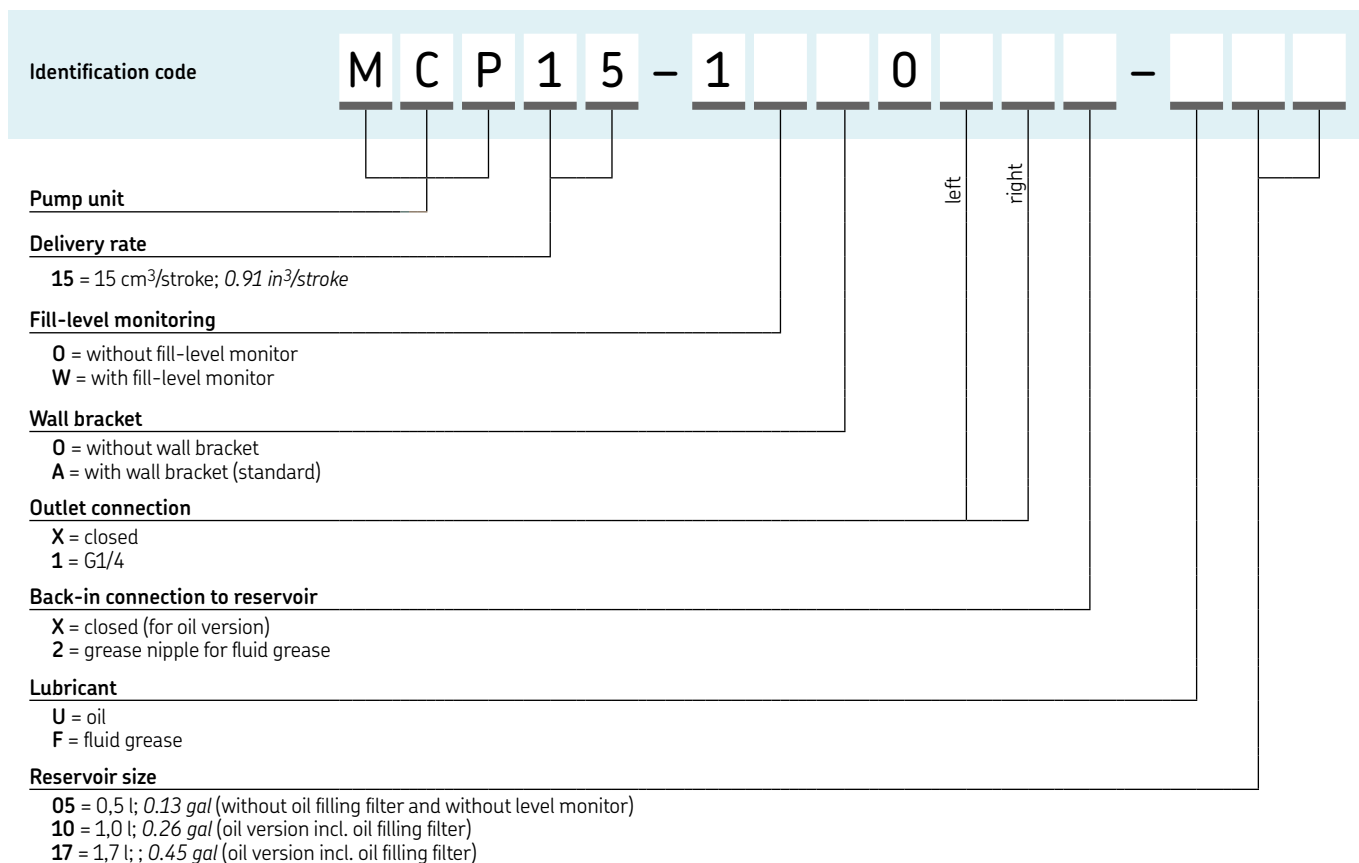 Identification code M C P 1 5 – 1 0 –
left right
Pump unit
Delivery rate
15 = 15 cm³/stroke; 0.91 in³/stroke
Fill-level monitoring
0 = without fill-level monitor
W = with fill-level monitor
Wall bracket
0 = without wall bracket
A = with wall bracket (standard)
Outlet connection
X = closed
1 = G1/4
Back-in connection to reservoir
X = closed (for oil version)
2 = grease nipple for fluid grease
Lubricant
U = oil
F = fluid grease
Reservoir size
05 = 0,5 l; 0.13 gal (without oil filling filter and without level monitor)
10 = 1,0 l; 0.26 gal (oil version incl. oil filling filter)
17 = 1,7 l; ; 0.45 gal (oil version incl. oil filling filter)